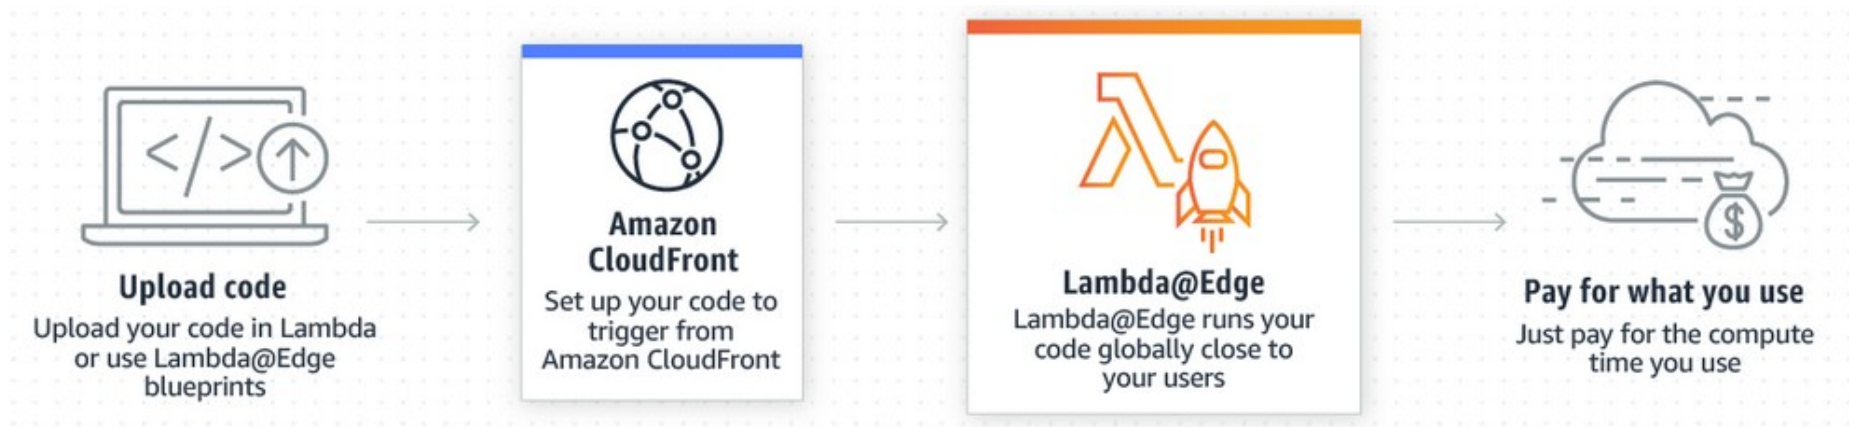 Upload code
Upload your code in Lambda
or use Lambda@Edge
blueprints
Amazon
CloudFront
Set up your code to
trigger from
Amazon CloudFront
Lambda@Edge
Lambda@Edge runs your
code globally close to
your users
Pay for what you use
Just pay for the compute
time you use